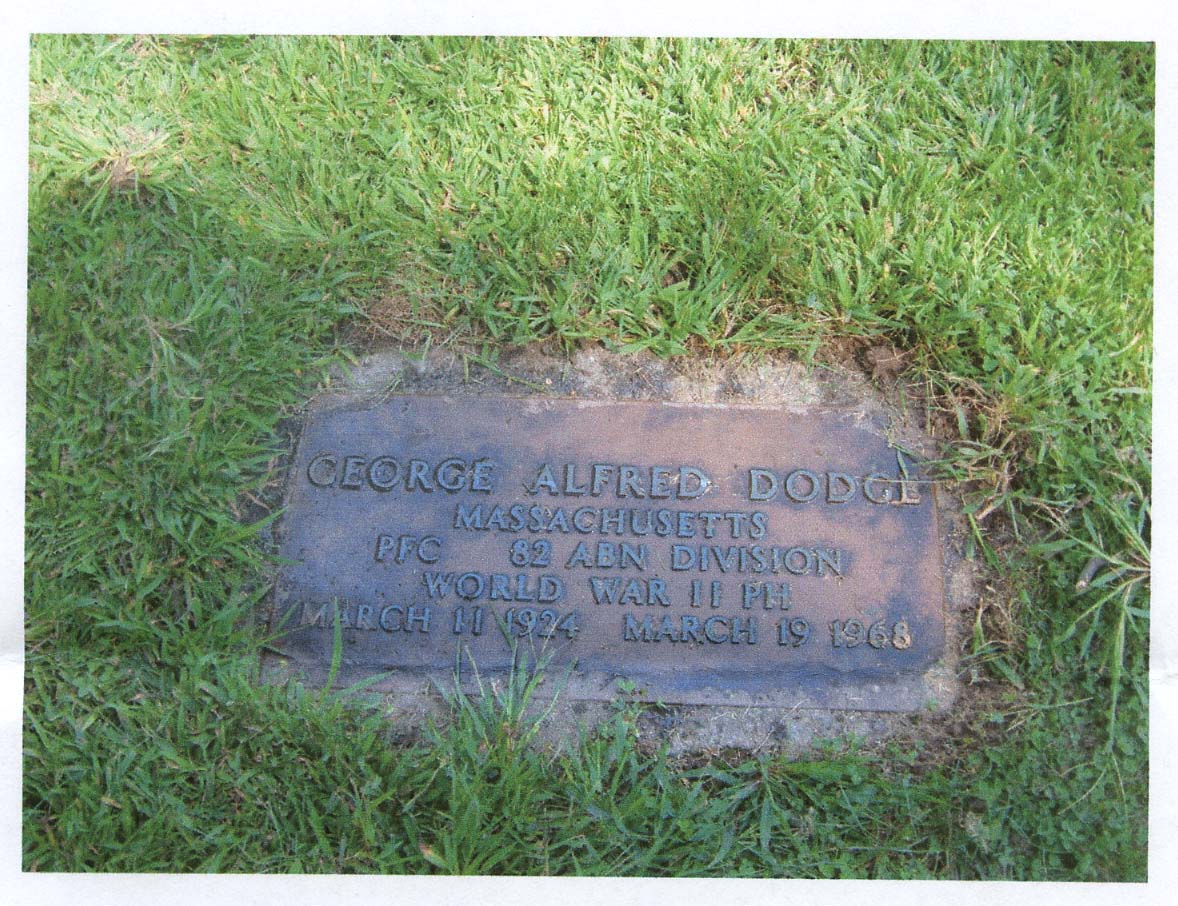 GEORGE ALFRED DODGE
MASSACHUSETTS
PFC 82 ABN DIVISION
WORLD WAR II PH
MARCH 11 1924 MARCH 19 1968